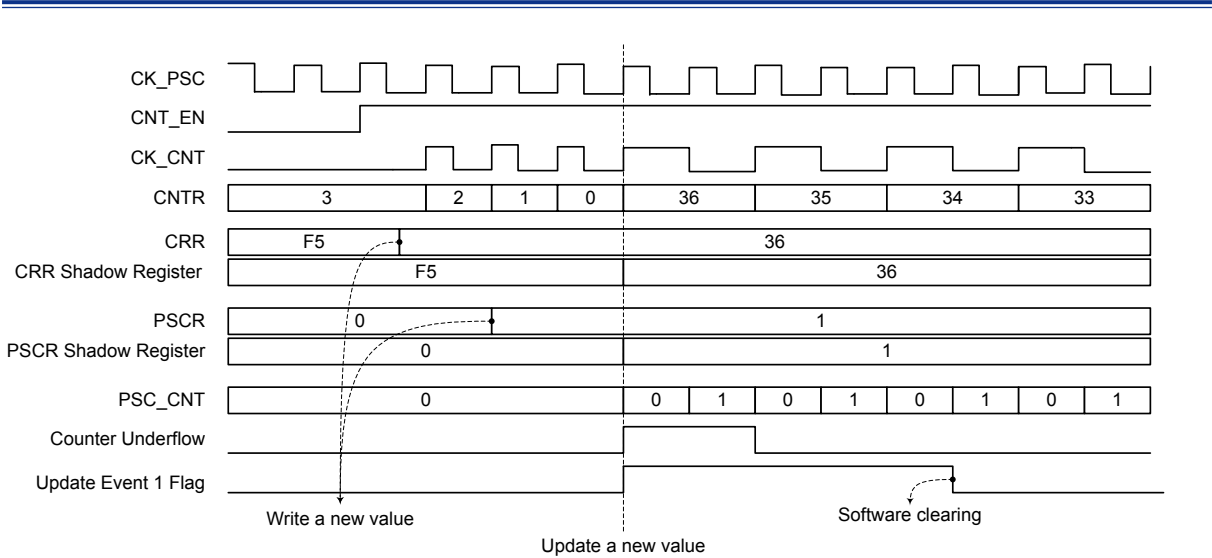 CK_PSC
CNT_EN
CK_CNT
CNTR 3 2 1 0 36 35 34 33
CRR F5 36
CRR Shadow Register F5 36
PSCR 0 1
PSCR Shadow Register 0 1
PSC_CNT 0 0 1 0 1 0 1 0 1
Counter Underflow
Update Event 1 Flag
Write a new value
Software clearing
Update a new value